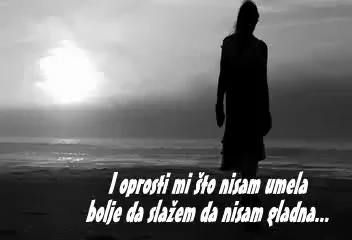 I oprosti mi što nisam umela
bolje da slažem da nisam gladna...